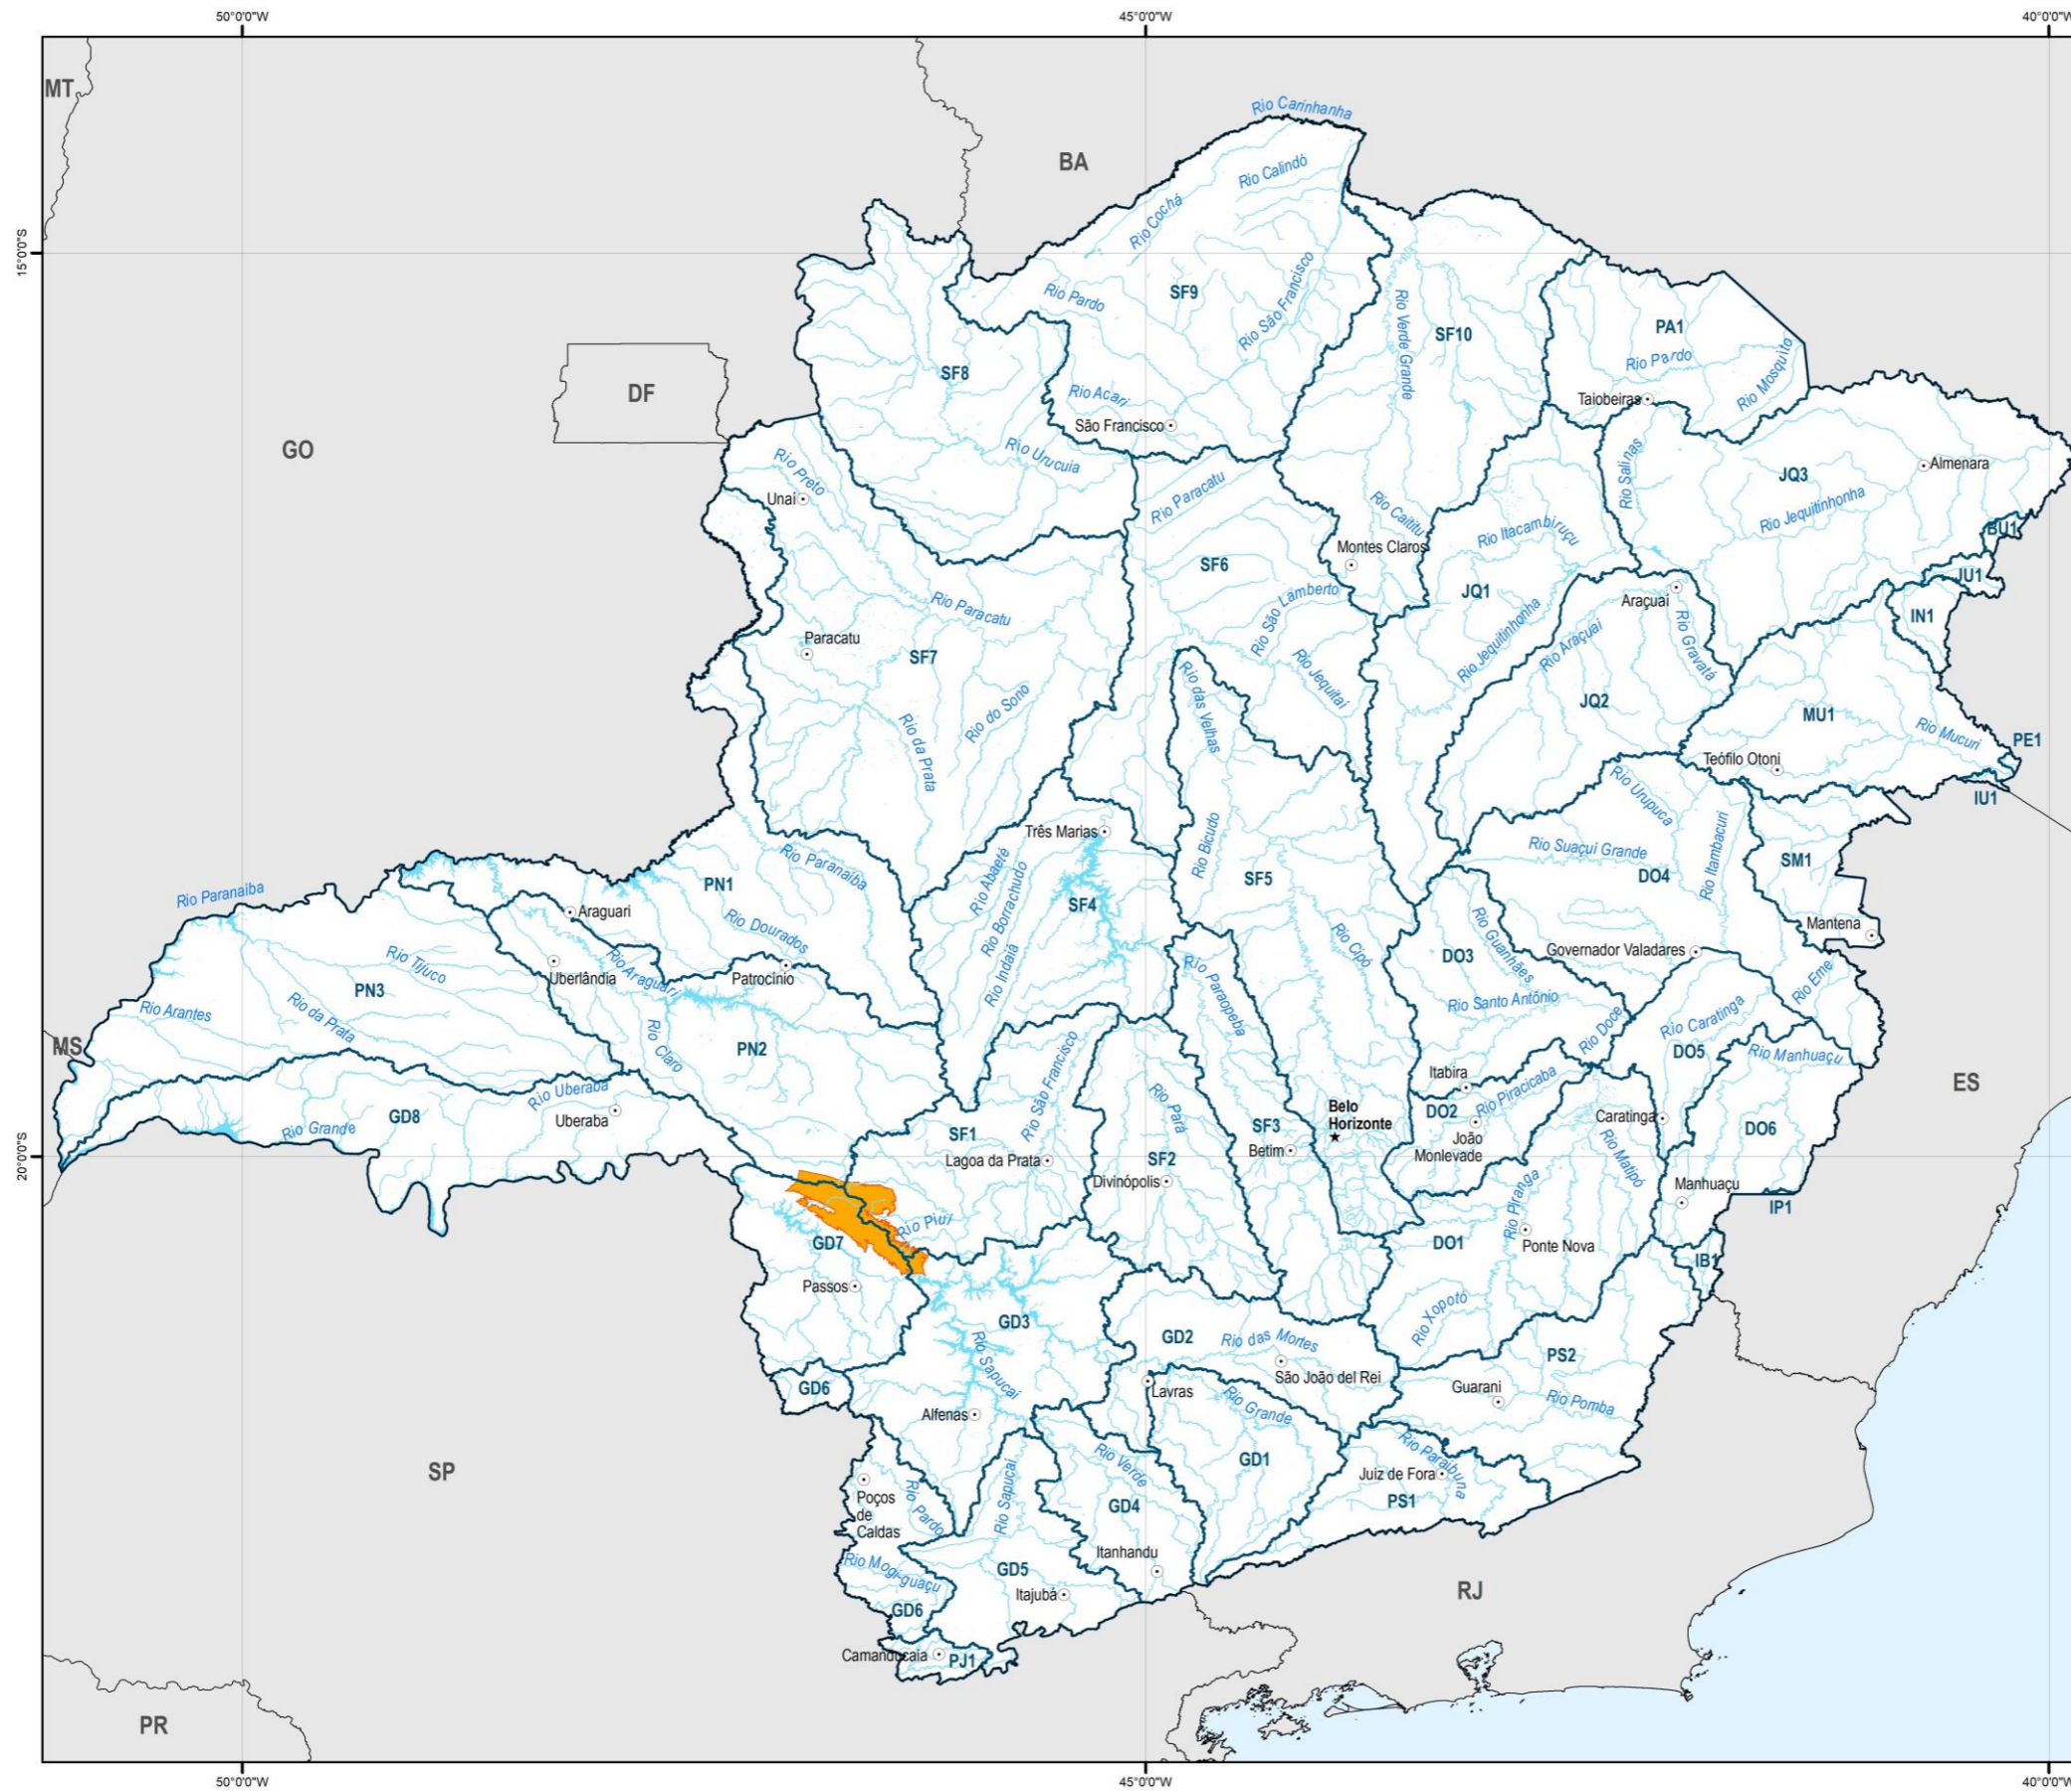 50°0'0"W
45°0'0"W
40°0'0"W
MT
Rio Carinhanha
BA
Rio Calindó
Rio Cochá
15°0'0"S
Rio Pardo
SF9
Rio São Francisco
Rio Verde Grande
SF10
PA1
Rio Pardo
Rio Mosquito
SF8
DF
Rio Acari
Taiobeiras
São Francisco
GO
Rio Urucuia
Rio Preto
Unaí
Rio Paracatu
Rio Salinas
Almenara
JQ3
Rio Jequitinhonha
Rio Caititu
Rio Itacambiruçu
BU1
Montes Claros
SF6
JU1
JQ1
Araçuaí
Rio São Lamberto
Rio Paracatu
IN1
Paracatu
SF7
Rio Jequitinhonha
Rio Araçuaí
Rio Gravatá
Rio Jequitaí
Rio das Velhas
JQ2
Rio do Sono
Rio da Prata
MU1
Rio Mucuri
PE1
Teófilo Otoni
Rio Urupuca
IU1
Três Marias
Rio Bicudo
Rio Abaeté
Rio Borrachudo
Rio Indaiá
Rio Paranaíba
PN1
SF5
Rio Suaçuí Grande
DO4
Rio Itambacuri
SM1
Rio Paranaíba
Araguari
SF4
Rio Dourados
Mantena
Rio Cipó
DO3
Rio Guanhães
Governador Valadares
Rio Tijuco
Uberlândia
Rio Araguari
Patrocínio
PN3
Rio Paraopeba
Rio Eme
Rio Arantes
Rio da Prata
Rio Santo Antônio
Rio Caratinga
Rio Doce
MS
Rio Claro
PN2
Rio São Francisco
DO5
Rio Manhuaçu
Itabira
ES
Rio Uberaba
Rio Pará
Rio Piracicaba
GD8
Uberaba
Rio Grande
Belo
Horizonte
DO2
Caratinga
SF1
SF3
João
Monlevade
DO6
20°0'0"S
Lagoa da Prata
SF2
Betim
Rio Matipó
Divinópolis
Manhuaçu
Rio Piranga
IP1
Rio Piuí
GD7
DO1
Ponte Nova
IB1
Passos
Rio Xopotó
GD3
GD2
Rio das Mortes
PS2
Rio Sapucaí
São João del Rei
GD6
Lavras
Guarani
Rio Grande
Rio Pomba
Alfenas
Rio Paraibuna
SP
Rio Verde
GD1
Juiz de Fora
Poços
de
Caldas
Rio Pardo
Rio Sapucaí
GD4
PS1
Itanhandu
Rio Mogi-guaçu
GD5
Itajubá
RJ
GD6
Camanducaia
PJ1
PR
50°0'0"W
45°0'0"W
40°0'0"W